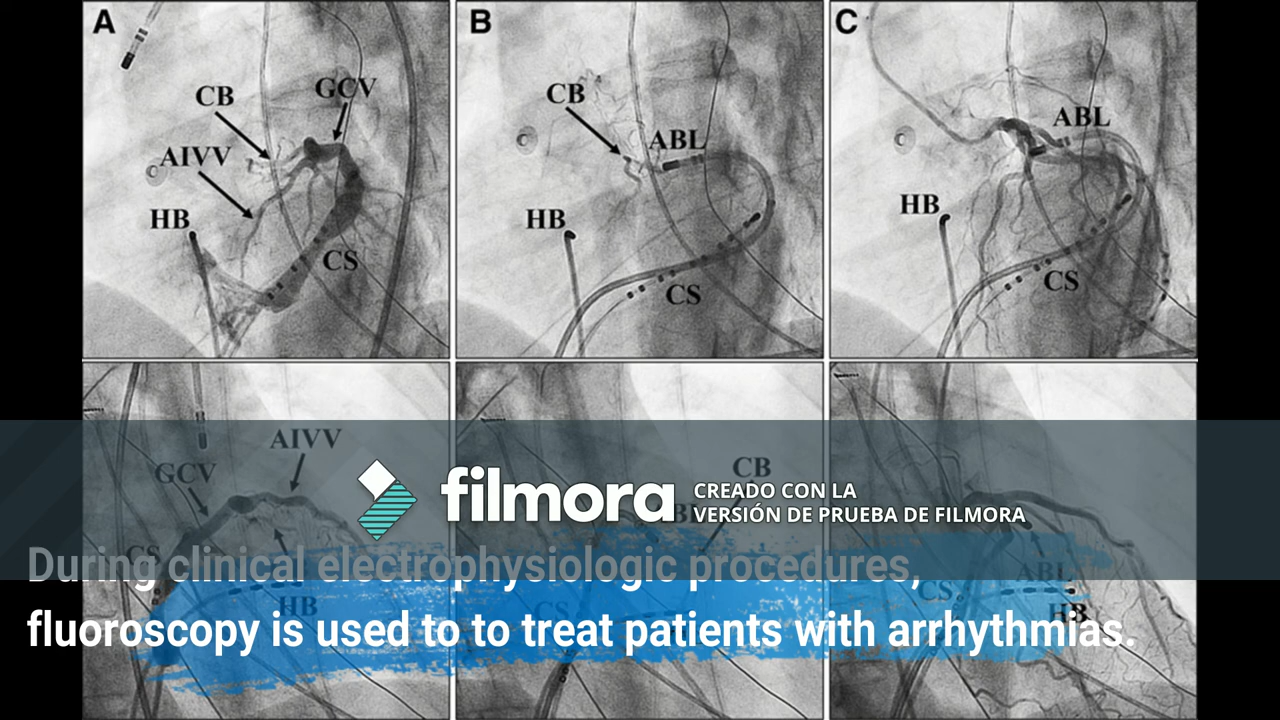 A
B
C
GCV
CB
AIVV
HB
CS
CB
ABL
HB
CS
ABL
HB
CS
AIVV
GCV
CS
HB
CB
CS
ABL
CS
HB
filmora
CREADO CON LA
VERSIÓN DE PRUEBA DE FILMORA
During clinical electrophysiologic procedures,
fluoroscopy is used to to treat patients with arrhythmias.